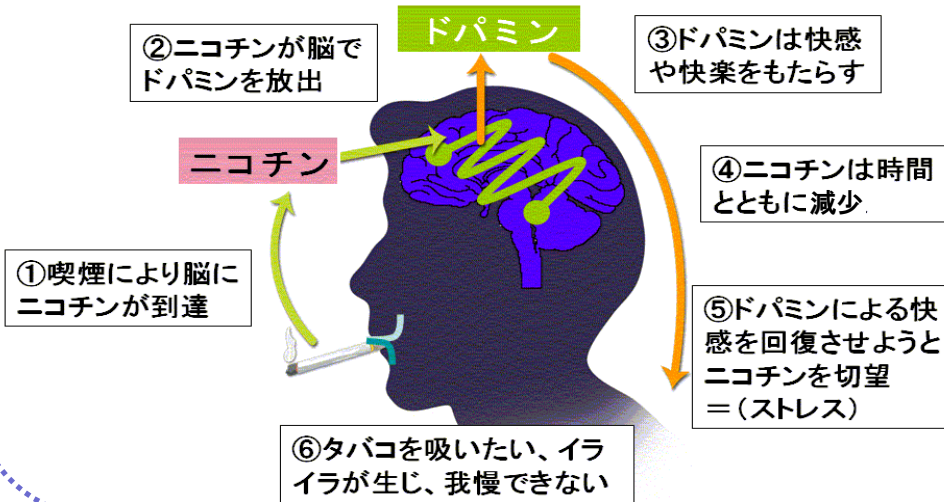 ドパミン
②ニコチンが脳で
ドパミンを放出
③ドパミンは快感
や快楽をもたらす
ニコチン
④ニコチンは時間
とともに減少.
①喫煙により脳に
ニコチンが到達
⑤ドパミンによる快
感を回復させようと
ニコチンを切望
＝（ストレス）
⑥タバコを吸いたい、イラ
イラが生じ、我慢できない